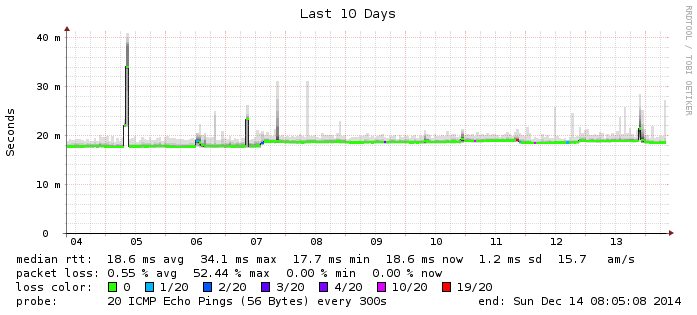 Last 10 Days
RRDTOOL / TOBI OETIKER
Seconds
40 m
30 m
20 m
10 m
0
04 05 06 07 08 09 10 11 12 13
median rtt: 18.6 ms avg 34.1 ms max 17.7 ms min 18.6 ms now 1.2 ms sd 15.7 am/s
packet loss: 0.55 % avg 52.44 % max 0.00 % min 0.00 % now
loss color: 0 1/20 2/20 3/20 4/20 10/20 19/20
probe: 20 ICMP Echo Pings (56 Bytes) every 300s end: Sun Dec 14 08:05:08 2014